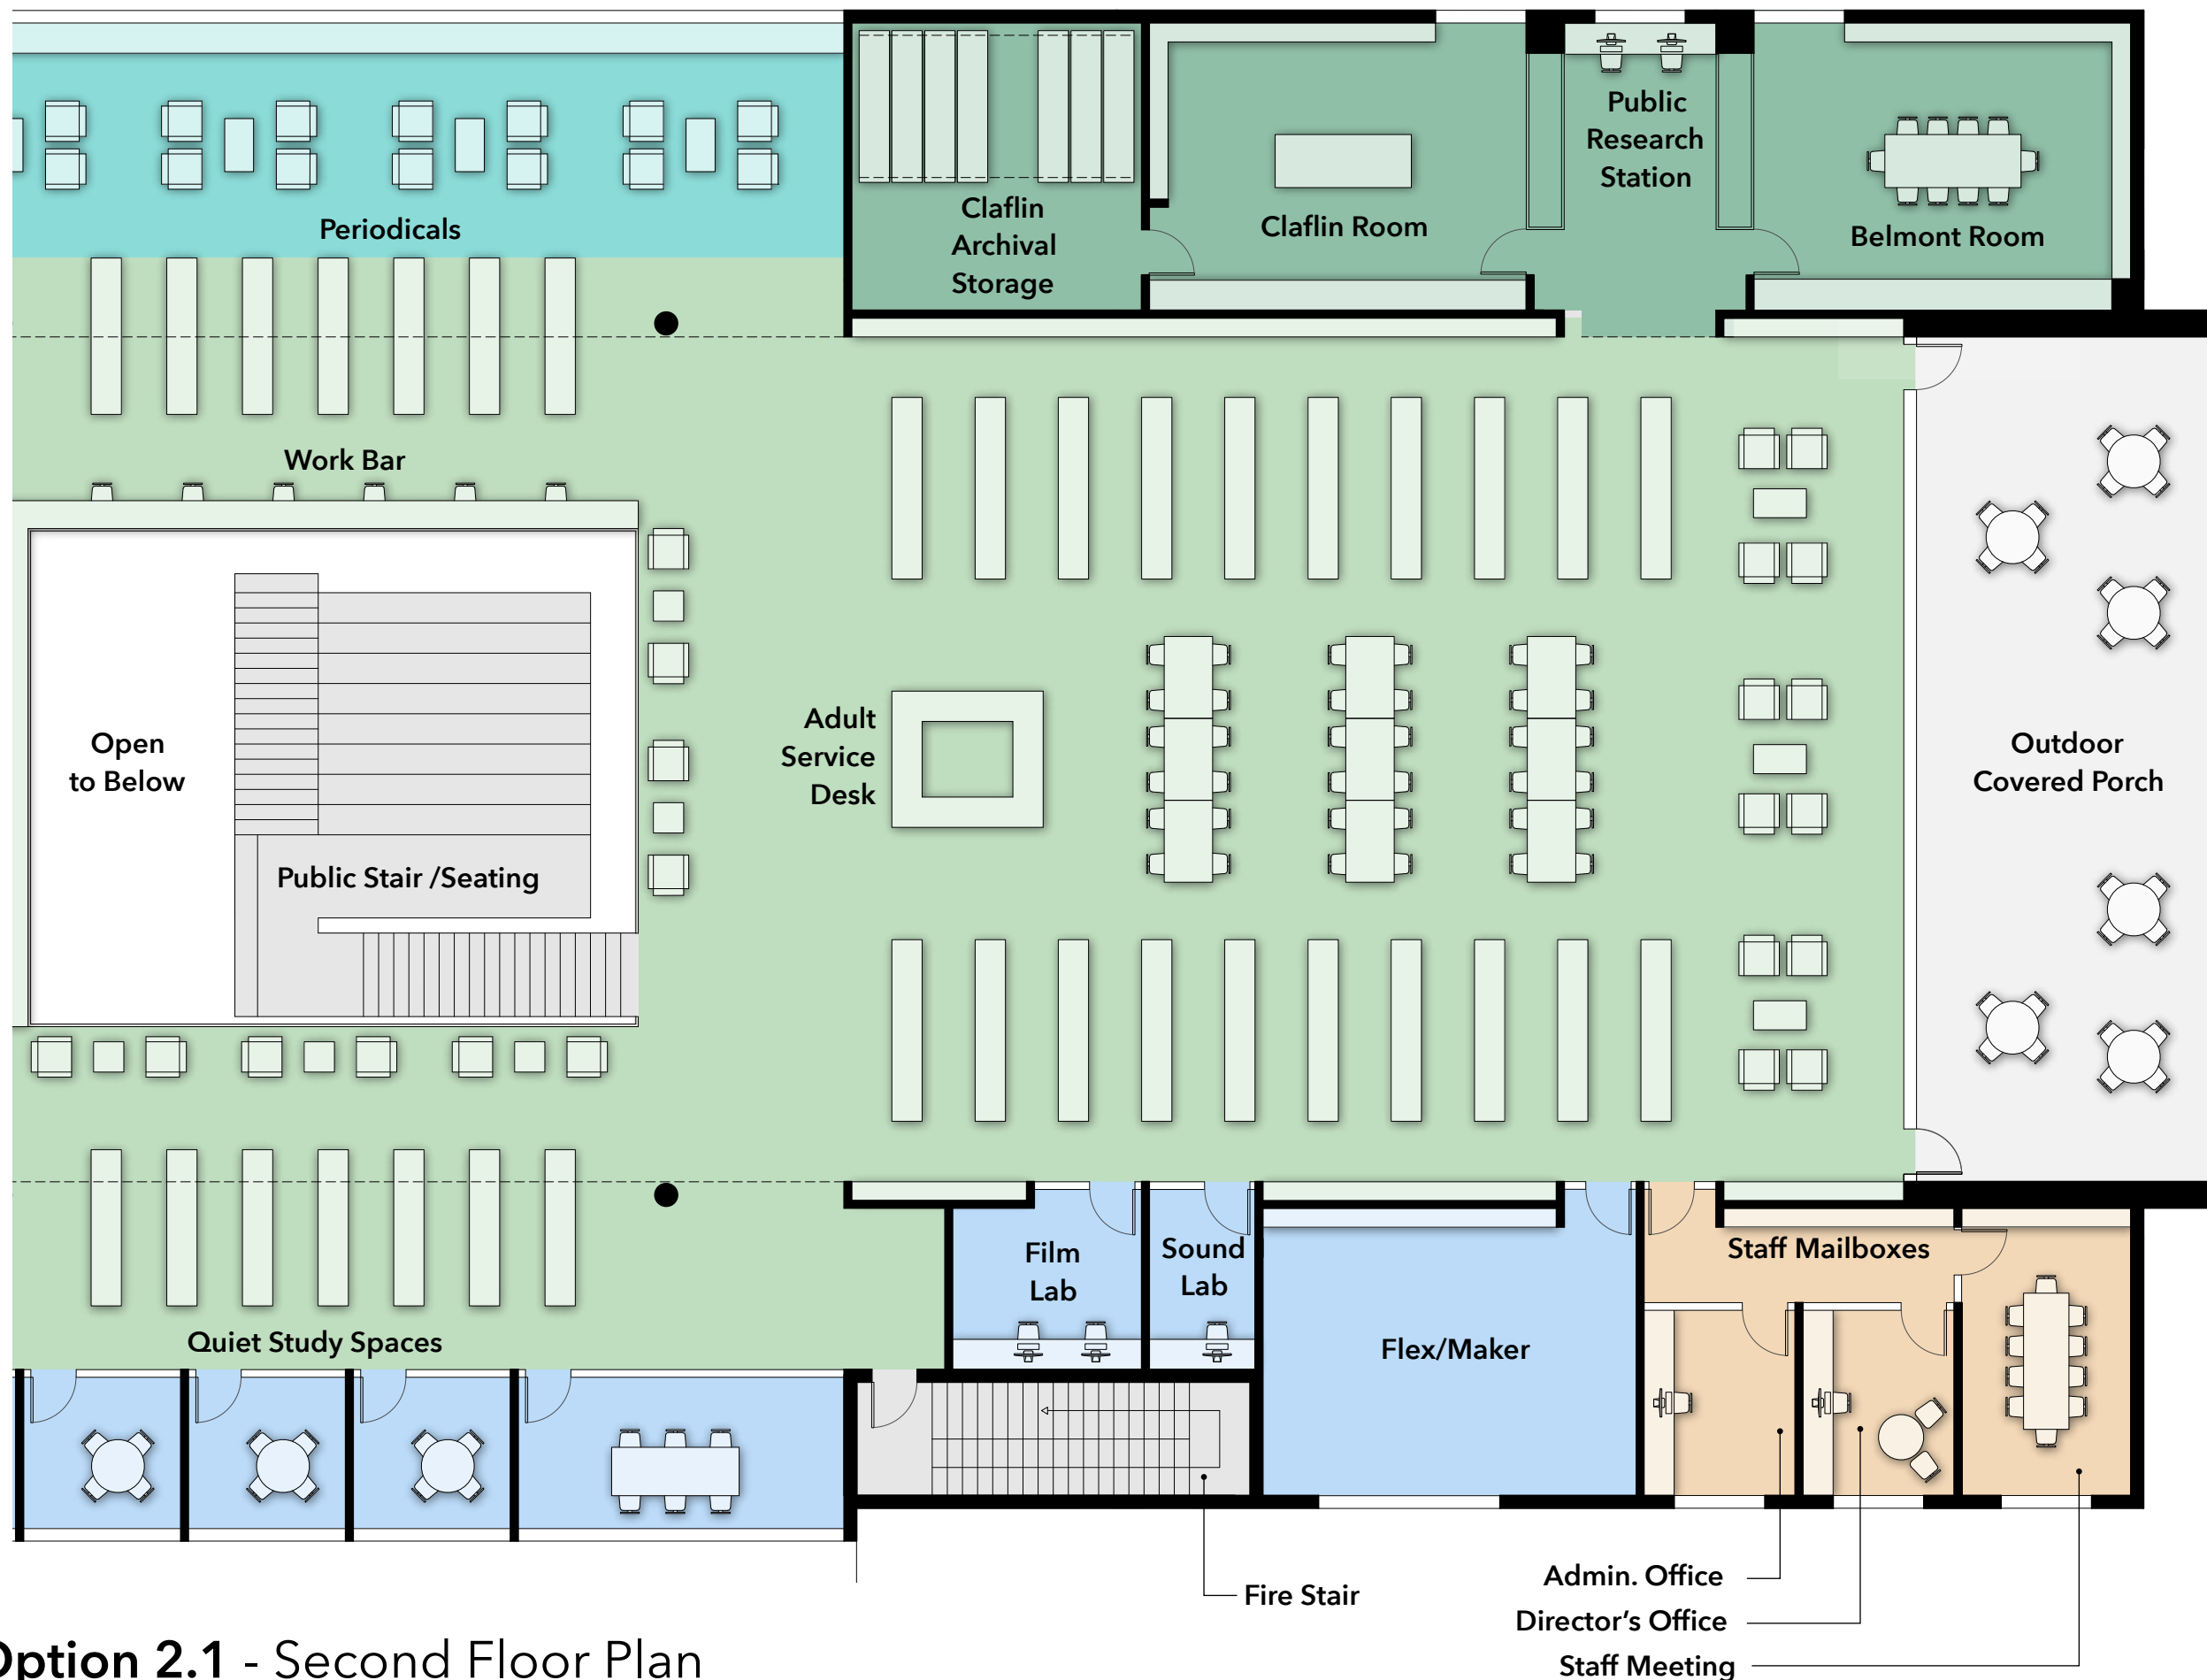 Public
Research
Station
Claflin
Archival
Storage
Claflin Room
Belmont Room
Periodicals
Work Bar
Open
to Below
Public Stair /Seating
Adult
Service
Desk
Outdoor
Covered Porch
Film
Lab
Sound
Lab
Staff Mailboxes
Quiet Study Spaces
Flex/Maker
Fire Stair
Admin. Office
Director's Office
Staff Meeting
Option 2.1 - Second Floor Plan